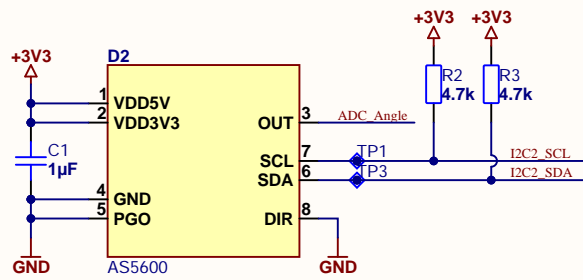 +3V3
+3V3
+3V3
D2
R2
4.7k
R3
4.7k
1
VDD5V
2
VDD3V3
OUT
3
ADC_Angle
C1
1µF
SCL
7
TP1
I2C2_SCL
SDA
6
TP3
I2C2_SDA
4
GND
5
PGO
DIR
8
GND
AS5600
GND